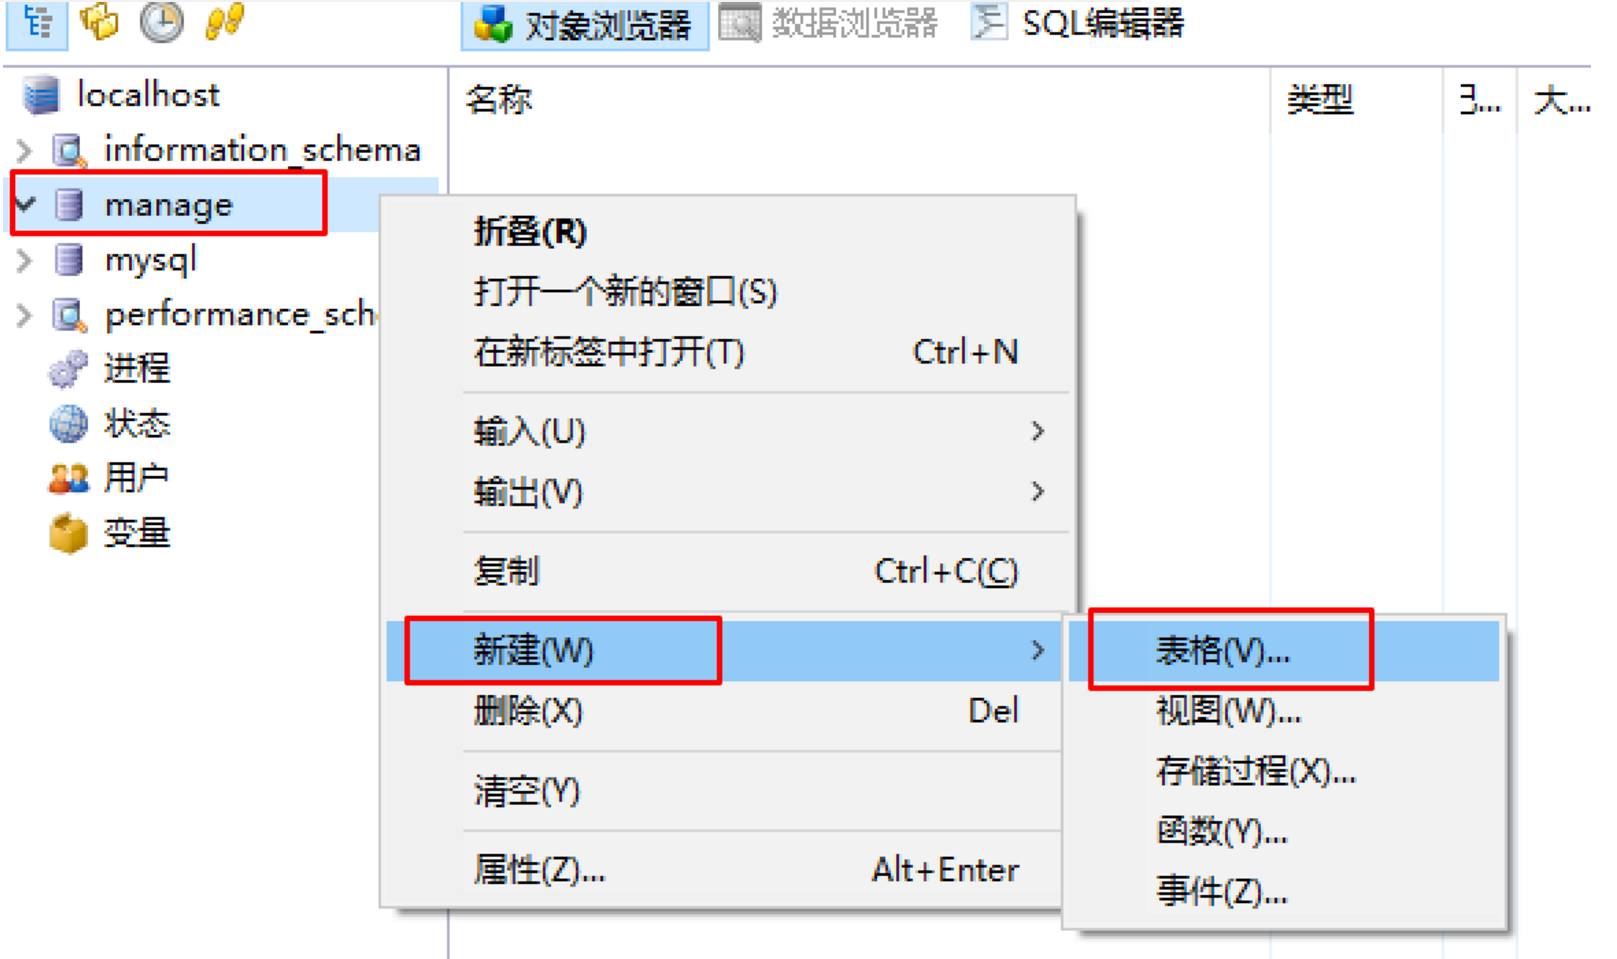 对象浏览器 数据浏览器 SQL编辑器
localhost
information_schema
manage
mysql
performance_sch
进程
状态
用户
变量
名称 类型 大...
折叠(R)
打开一个新的窗口(S)
在新标签中打开(T) Ctrl+N
输入(U)
输出(V)
复制 Ctrl+C(C)
新建(W)
删除(X) Del
清空(Y)
属性(Z)... Alt+Enter
表格(V)...
视图(W)...
存储过程(X)...
函数(Y)...
事件(Z)...